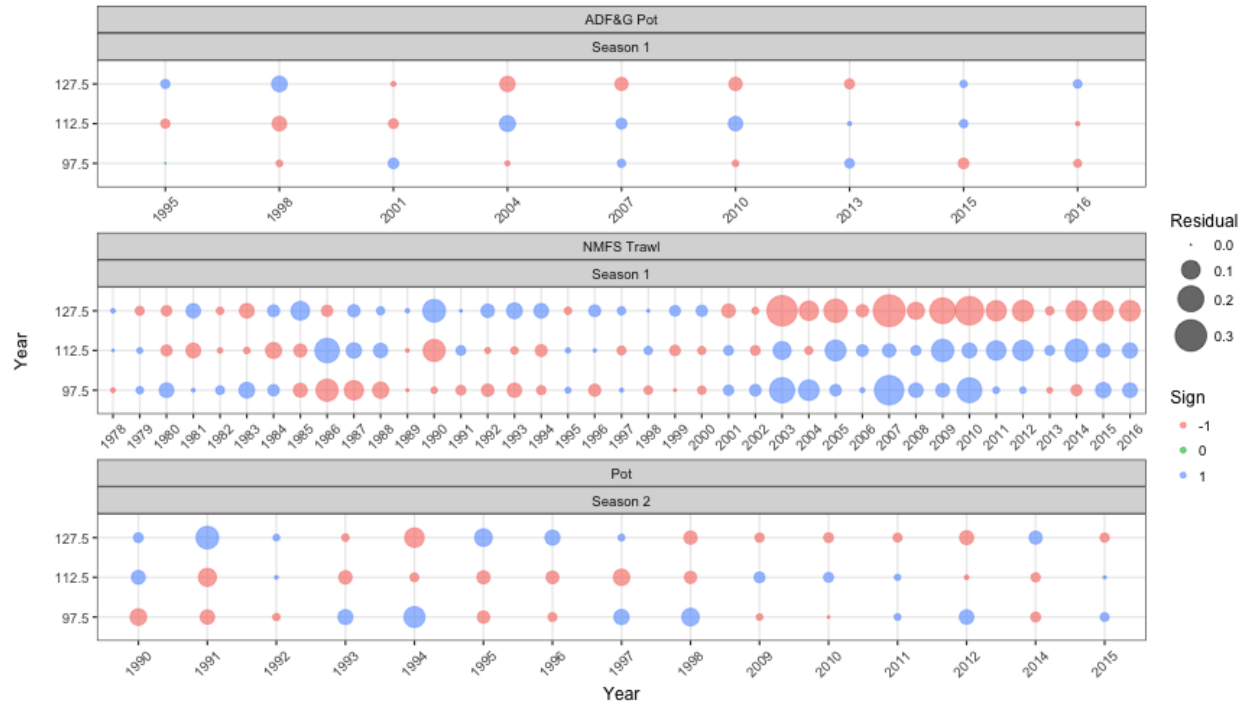 ADF&G Pot
Season 1
127.5
112.5
97.5
1995 1998 2001 2004 2007 2010 2013 2015 2016
NMFS Trawl
Season 1
127.5
112.5
97.5
1978 1979 1980 1981 1982 1983 1984 1985 1986 1987 1988 1989 1990 1991 1992 1993 1994 1995 1996 1997 1998 1999 2000 2001 2002 2003 2004 2005 2006 2007 2008 2009 2010 2011 2012 2013 2014 2015 2016
Pot
Season 2
127.5
112.5
97.5
1990 1991 1992 1993 1994 1995 1996 1997 1998 2009 2010 2011 2012 2014 2015
Year
Year
Residual
0.0
0.1
0.2
0.3
Sign
-1
0
1